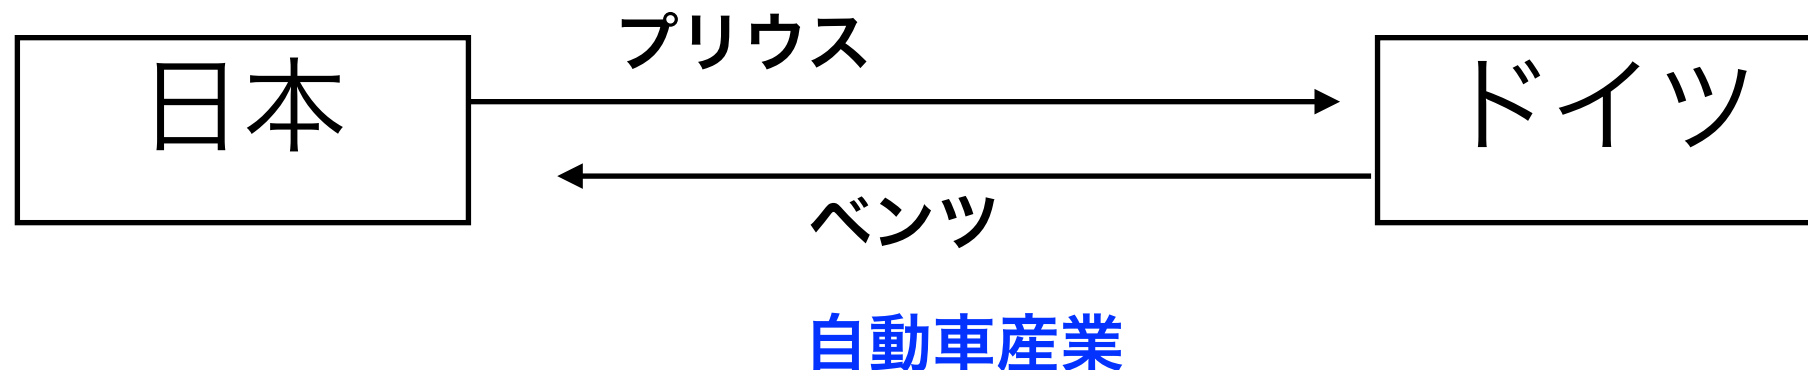 プリウス
日本
ドイツ
ベンツ
自動車産業